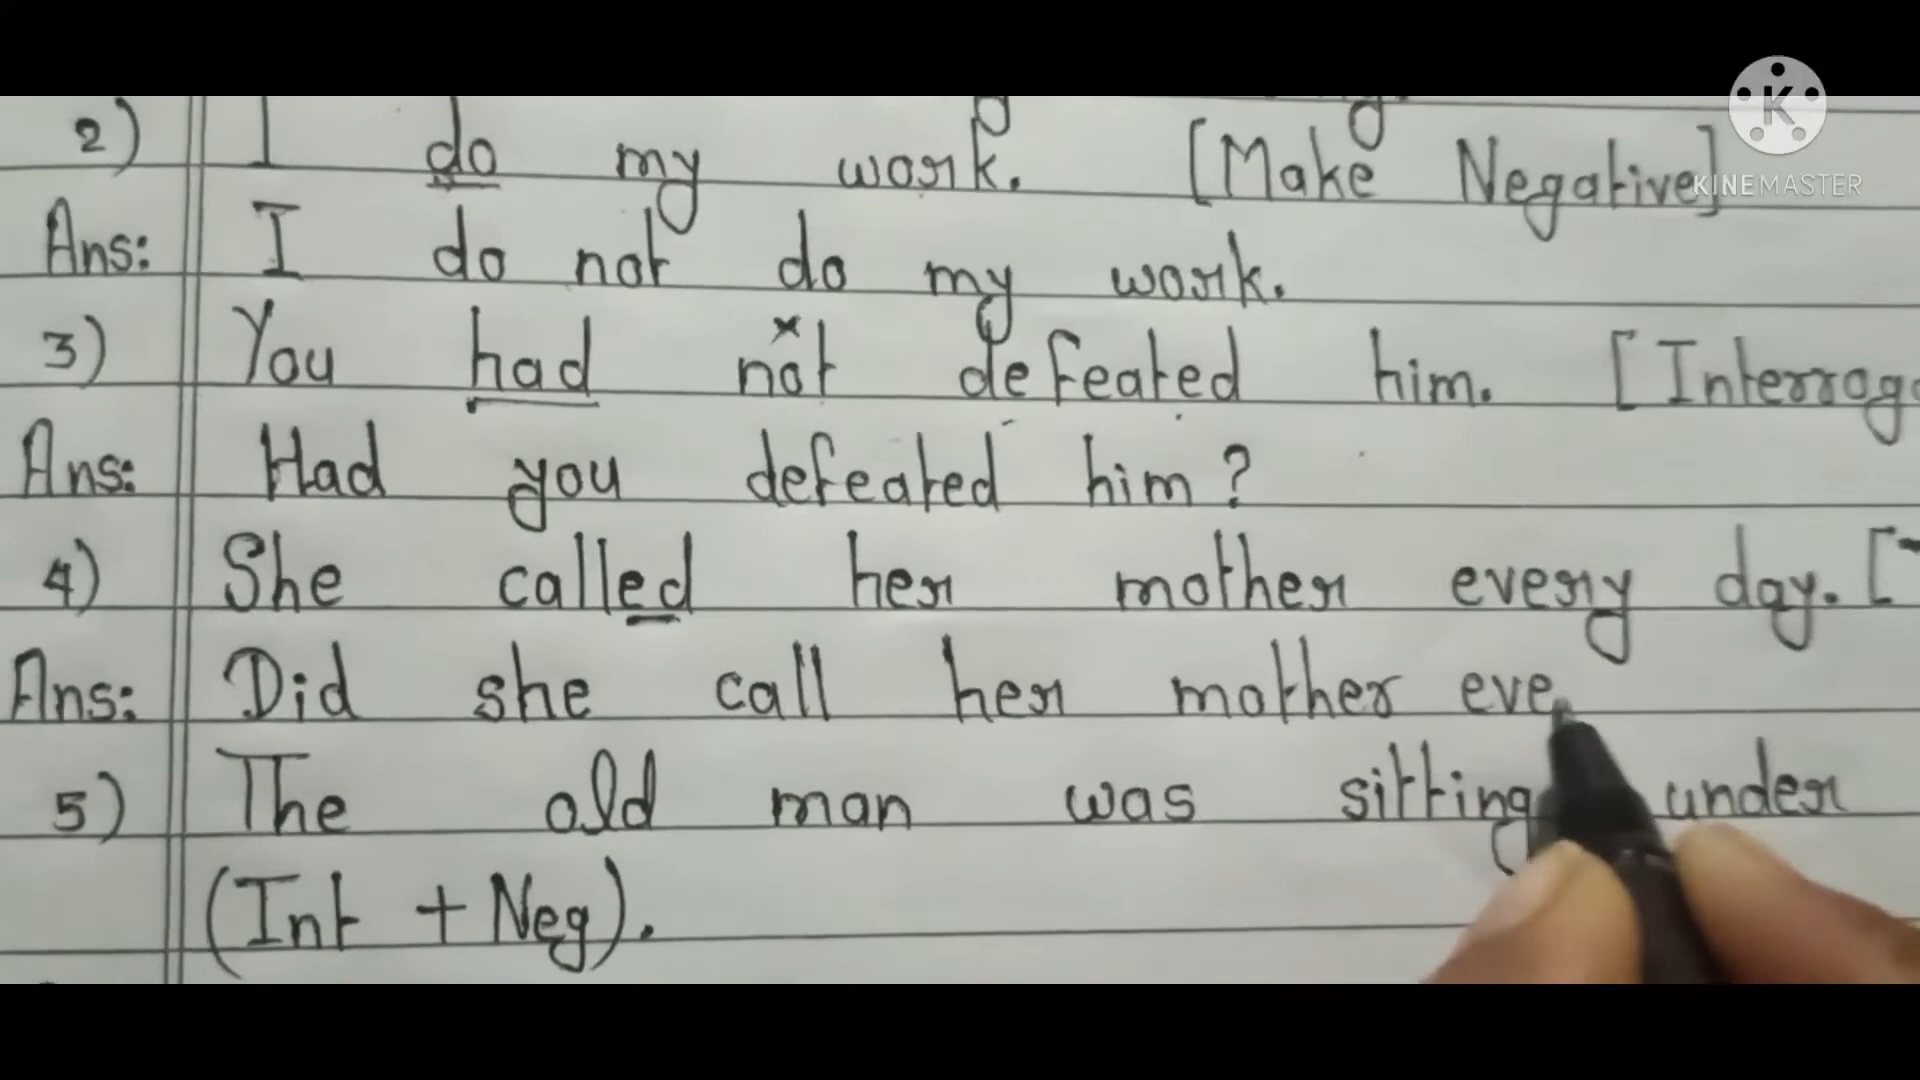 K
KINEMASTER
2) I do my work. [Make Negative]
Ans: I do not do my work.
3) You had not defeated him. [Interrog
Ans: Had you defeated him?
4) She called her mother every day. [
Ans: Did she call her mother eve
5) The old man was sitting under
(Int + Neg).